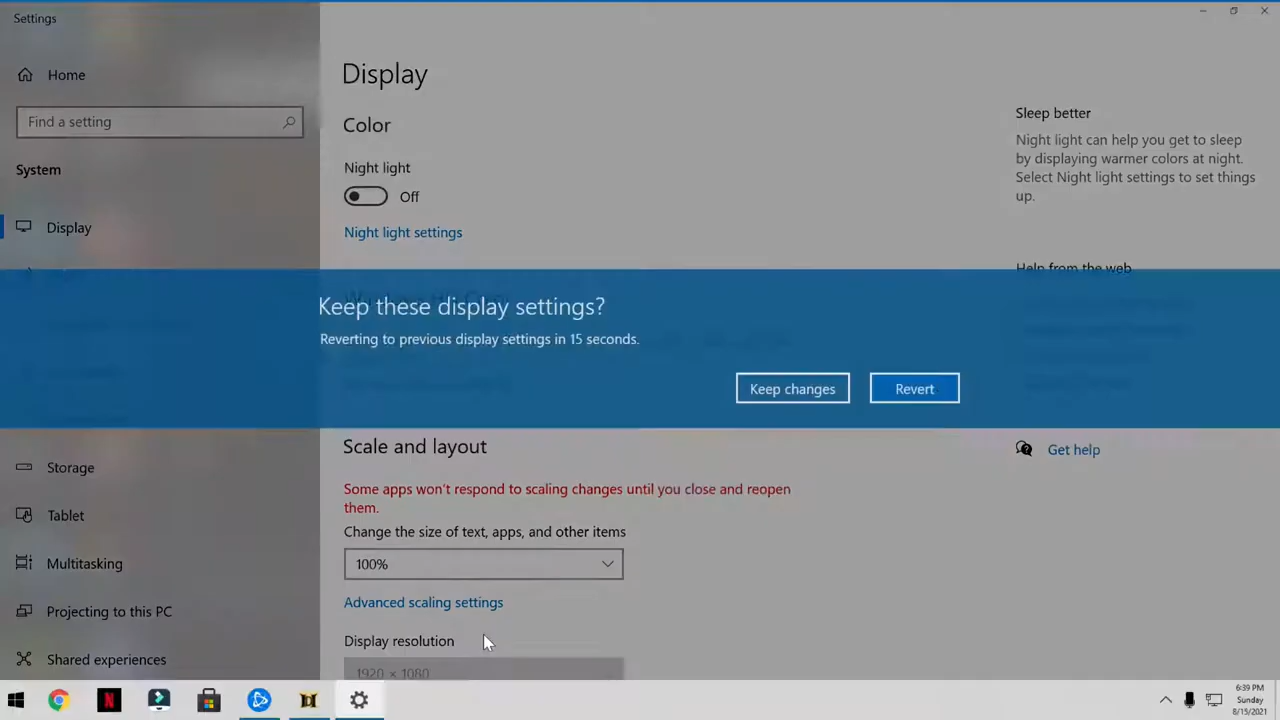 Settings
Home
Find a setting
System
Display
Storage
Tablet
Multitasking
Projecting to this PC
Shared experiences
Display
Color
Night light
Off
Night light settings
Keep these display settings?
Reverting to previous display settings in 15 seconds.
Keep changes
Revert
Scale and layout
Some apps won't respond to scaling changes until you close and reopen
them.
Change the size of text, apps, and other items
100%
Advanced scaling settings
Display resolution
1920 × 1080
Sleep better
Night light can help you get to sleep
by displaying warmer colors at night.
Select Night light settings to set things
up.
Help from the web
Get help
6:39 PM
Sunday
8/15/2021